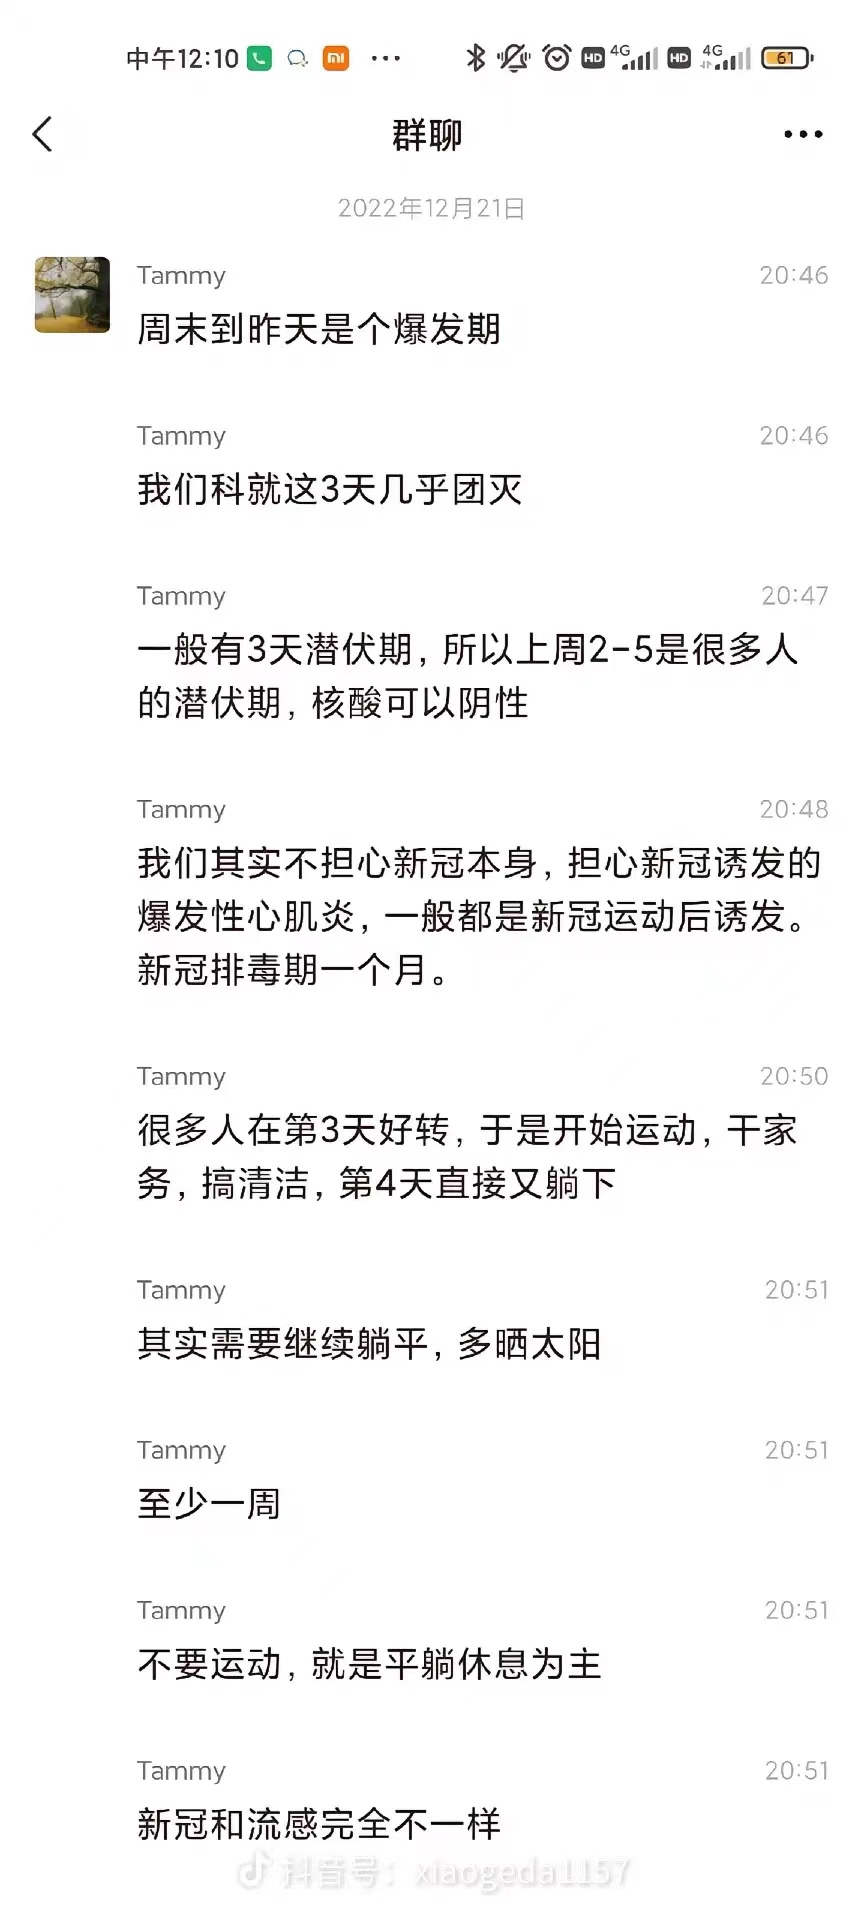 中午12:10 ••• HD 4G HD 4G 61
群聊 •••
2022年12月21日
Tammy 20:46
周末到昨天是个爆发期
Tammy 20:46
我们科就这3天几乎团灭
Tammy 20:47
一般有3天潜伏期，所以上周2-5是很多人
的潜伏期，核酸可以阴性
Tammy 20:48
我们其实不担心新冠本身，担心新冠诱发的
爆发性心肌炎，一般都是新冠运动后诱发。
新冠排毒期一个月。
Tammy 20:50
很多人在第3天好转，于是开始运动，干家
务，搞清洁，第4天直接又躺下
Tammy 20:51
其实需要继续躺平，多晒太阳
Tammy 20:51
至少一周
Tammy 20:51
不要运动，就是平躺休息为主
Tammy 20:51
新冠和流感完全不一样
抖音号：xiaogeda1157